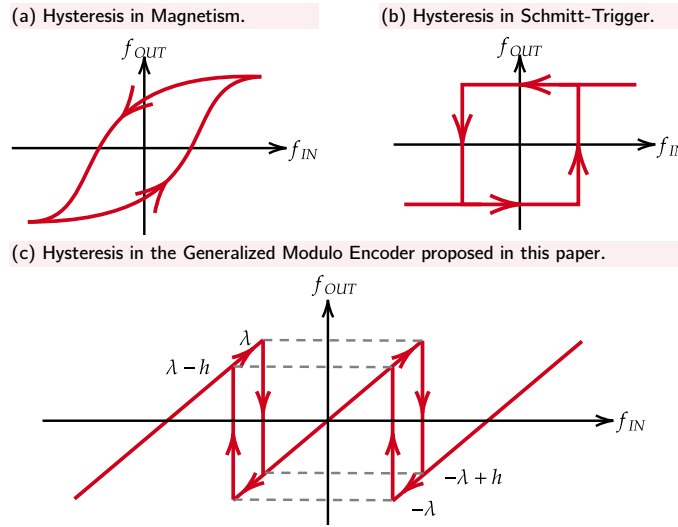 (a) Hysteresis in Magnetism.
(b) Hysteresis in Schmitt-Trigger.
f_OUT
f_OUT
f_IN
f_IN
(c) Hysteresis in the Generalized Modulo Encoder proposed in this paper.
f_OUT
λ
λ − h
f_IN
−λ + h
−λ